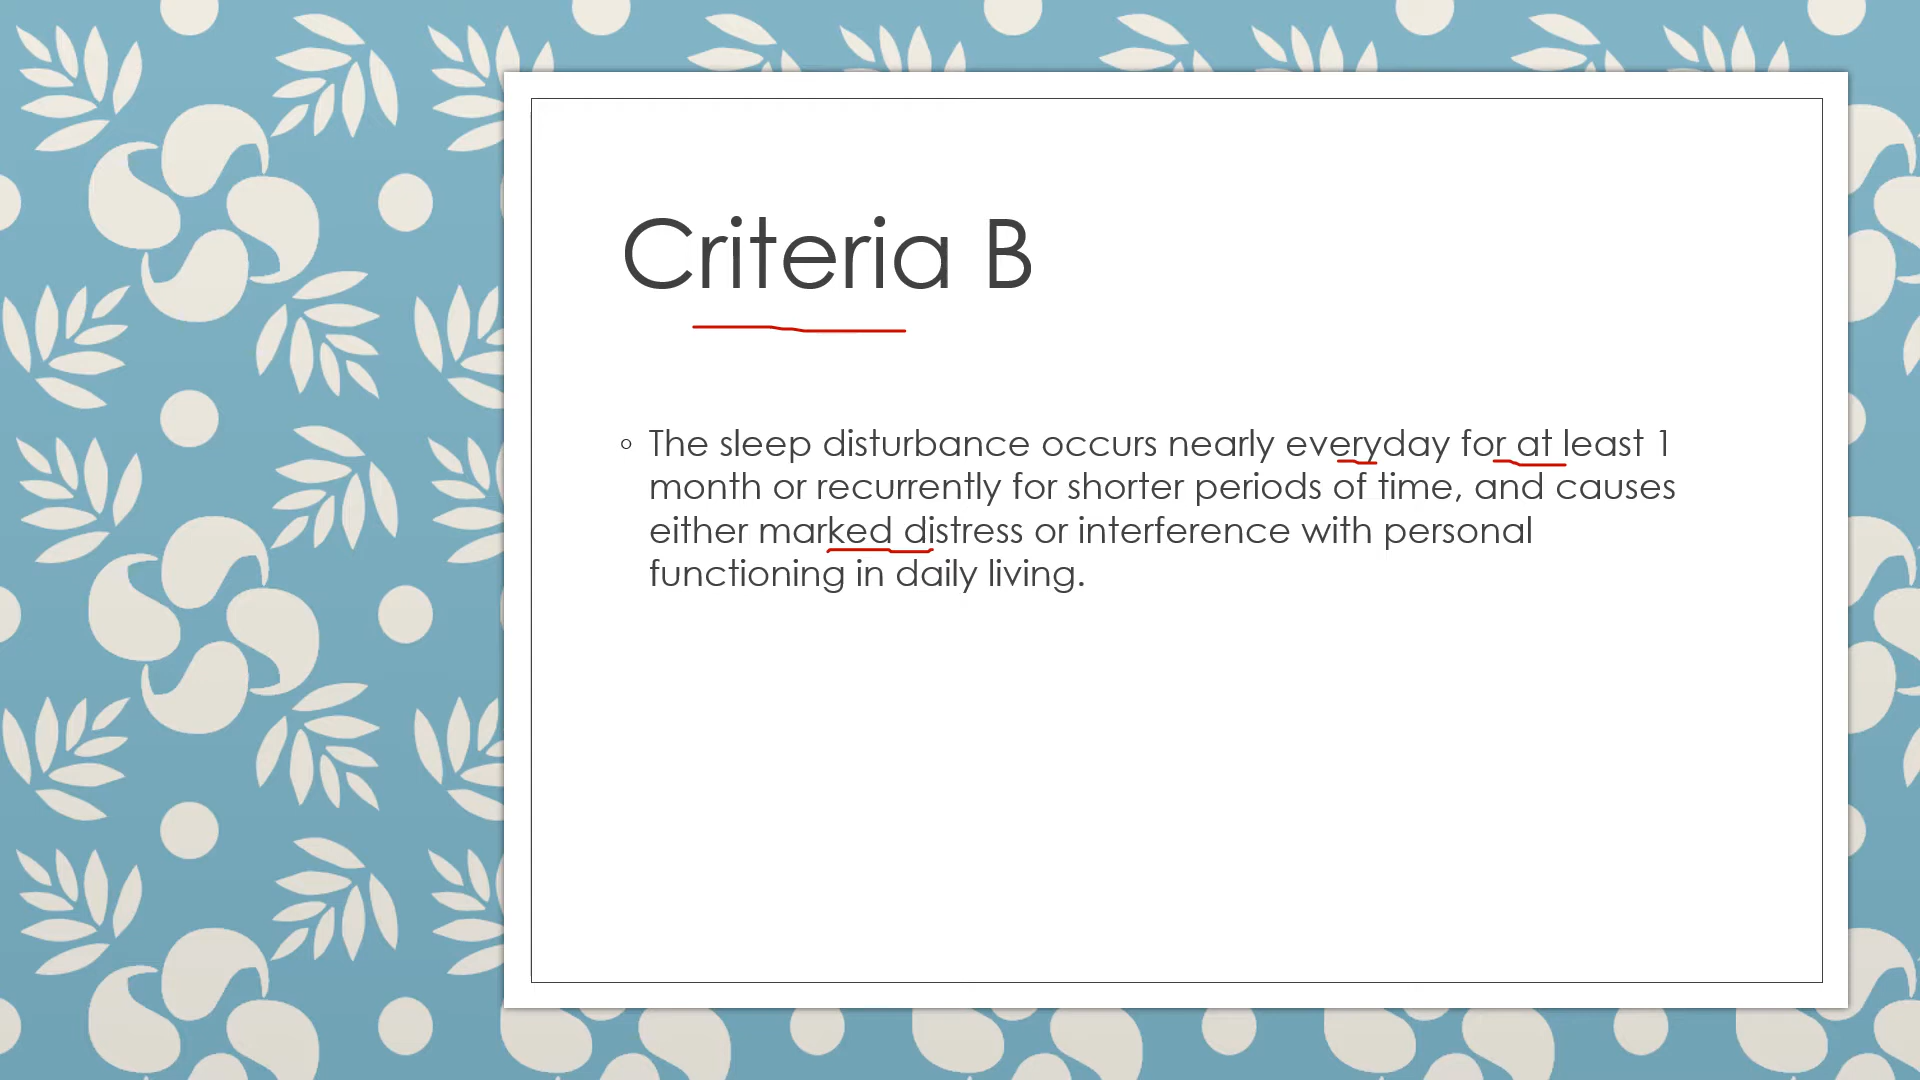 Criteria B
◦ The sleep disturbance occurs nearly everyday for at least 1
month or recurrently for shorter periods of time, and causes
either marked distress or interference with personal
functioning in daily living.